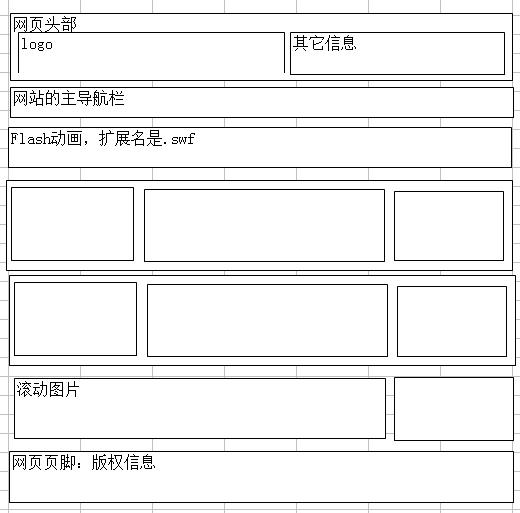 网页头部
logo
其它信息
网站的主导航栏
Flash动画，扩展名是.swf
滚动图片
网页页脚：版权信息